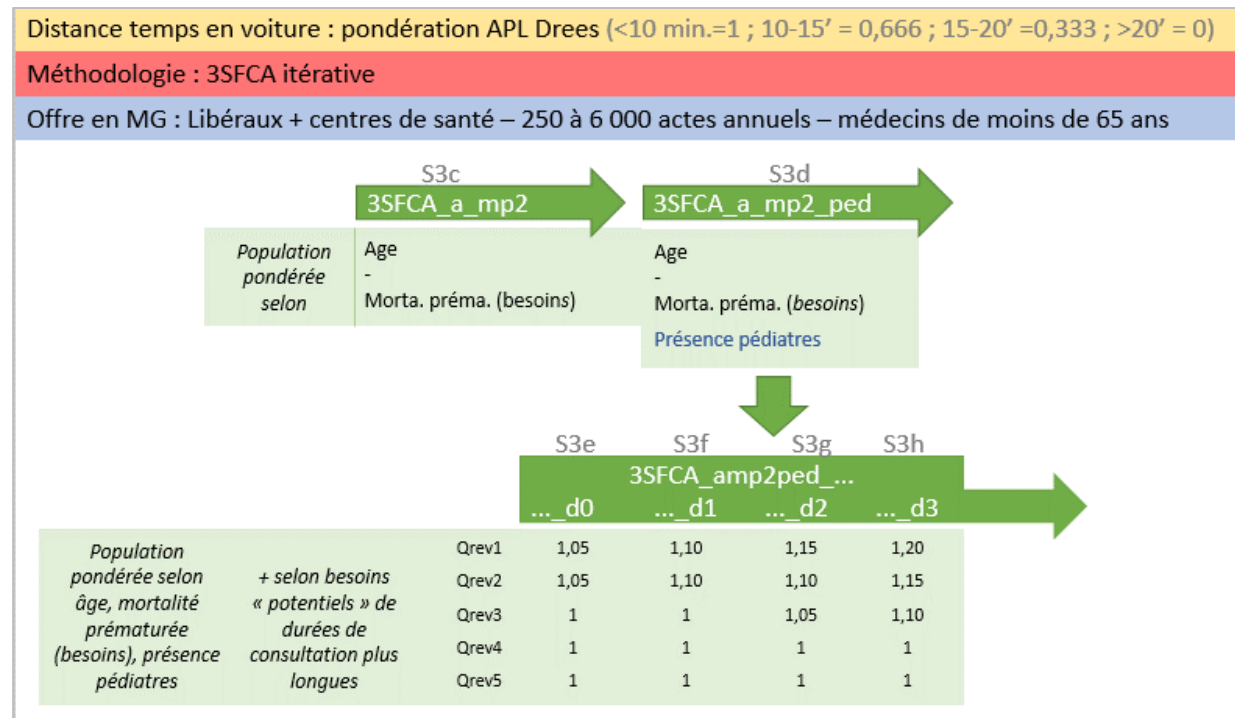 Distance temps en voiture : pondération APL Drees (<10 min.=1 ; 10-15’ = 0,666 ; 15-20’ =0,333 ; >20’ = 0)
Méthodologie : 3SFCA itérative
Offre en MG : Libéraux + centres de santé – 250 à 6 000 actes annuels – médecins de moins de 65 ans
S3c
3SFCA_a_mp2
Population
pondérée
selon
Age
-
Morta. préma. (besoins)
S3d
3SFCA_a_mp2_ped
Age
-
Morta. préma. (besoins)
Présence pédiatres
S3e S3f S3g S3h
3SFCA_amp2ped_...
..._d0 ..._d1 ..._d2 ..._d3
Population
pondérée selon
âge, mortalité
prématurée
(besoins), présence
pédiatres
+ selon besoins
« potentiels » de
durées de
consultation plus
longues
Qrev1 1,05 1,10 1,15 1,20
Qrev2 1,05 1,10 1,10 1,15
Qrev3 1 1 1,05 1,10
Qrev4 1 1 1 1
Qrev5 1 1 1 1